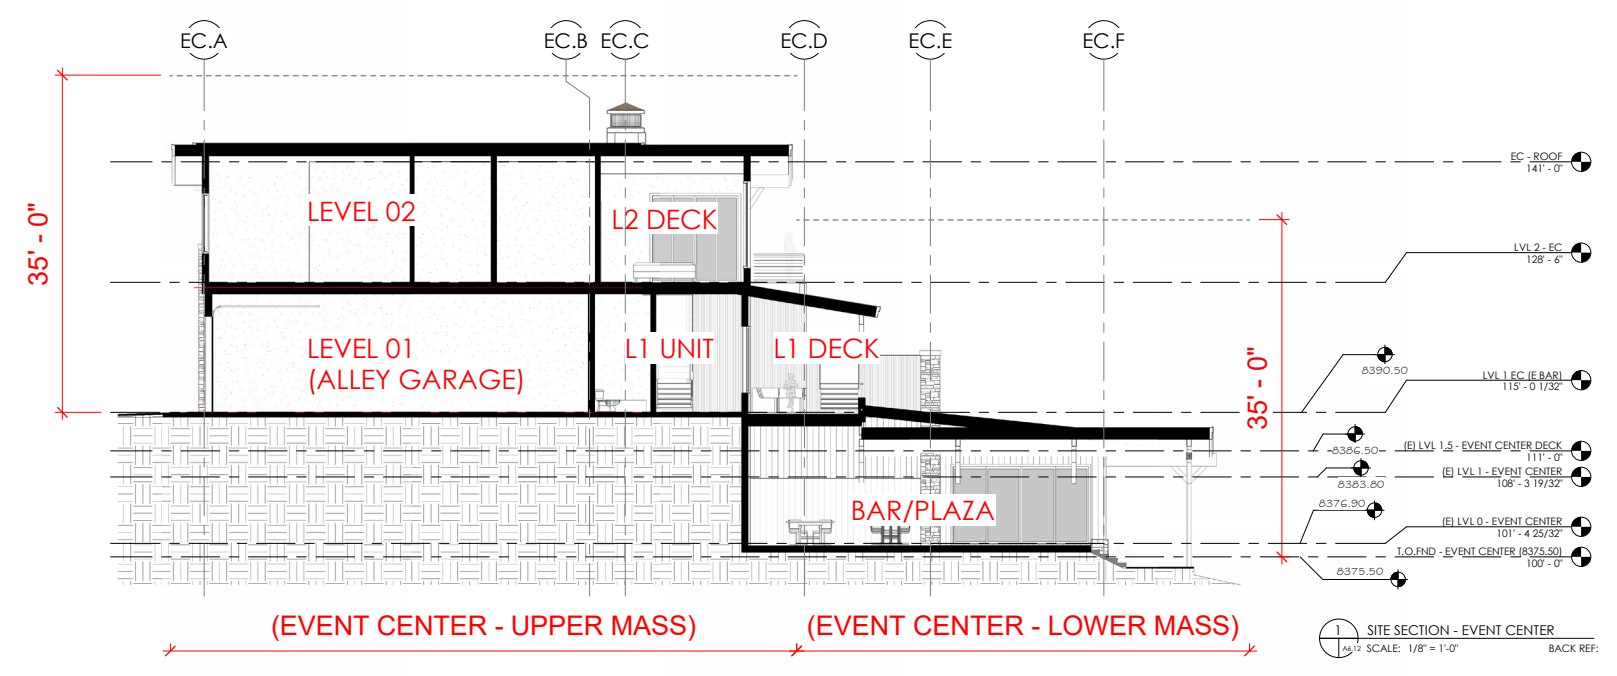 EC.A
EC.B
EC.C
EC.D
EC.E
EC.F
35' - 0"
LEVEL 02
L2 DECK
LEVEL 01
(ALLEY GARAGE)
L1 UNIT
L1 DECK
BAR/PLAZA
35' - 0"
EC - ROOF
141' - 0"
LVL 2 - EC
128' - 6"
8390.50
LVL 1 EC (E BAR)
115' - 0 1/32"
8386.50
(E) LVL 1.5 - EVENT CENTER DECK
111' - 0"
(E) LVL 1 - EVENT CENTER
108' - 3 19/32"
8383.80
8376.90
(E) LVL 0 - EVENT CENTER
101' - 4 25/32"
T.O.FND - EVENT CENTER (8375.50)
100' - 0"
8375.50
(EVENT CENTER - UPPER MASS)
(EVENT CENTER - LOWER MASS)
1
A6.12
SITE SECTION - EVENT CENTER
SCALE: 1/8" = 1'-0"
BACK REF: